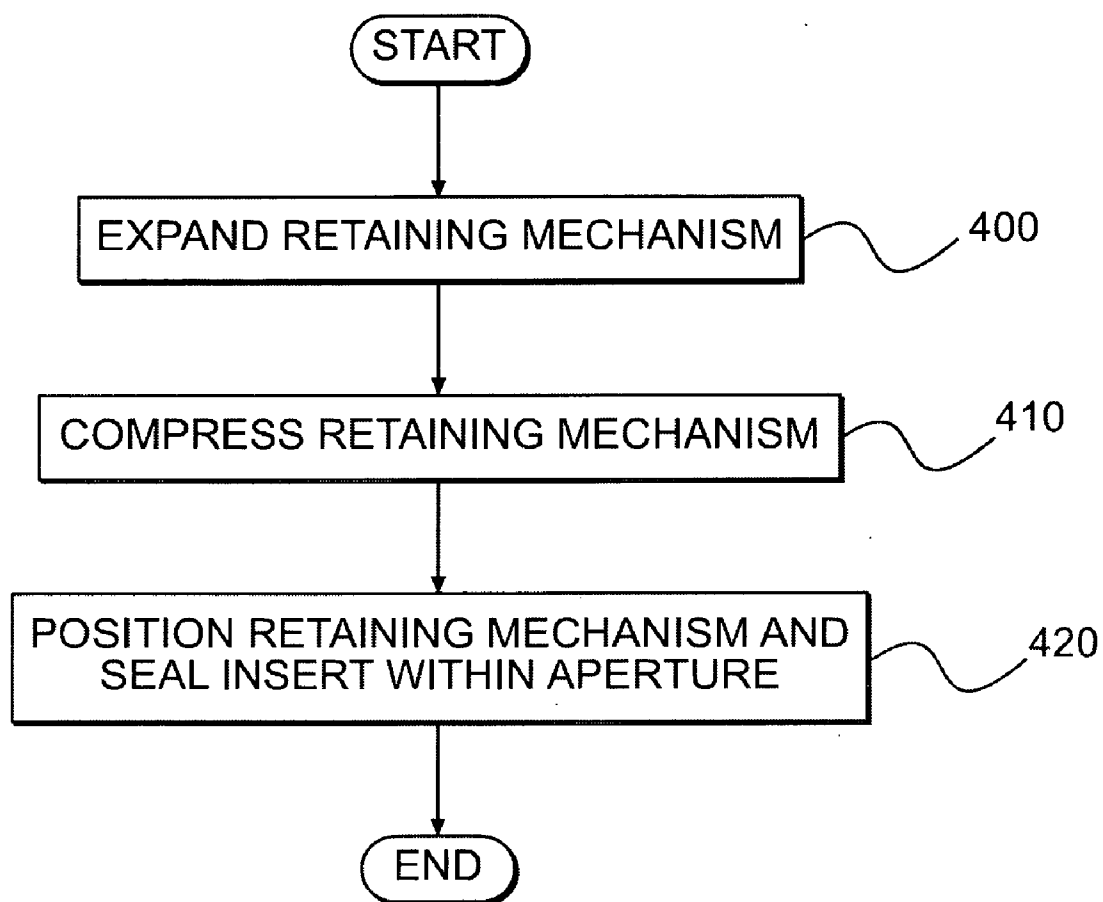 START
EXPAND RETAINING MECHANISM
400
COMPRESS RETAINING MECHANISM
410
POSITION RETAINING MECHANISM AND
SEAL INSERT WITHIN APERTURE
420
END